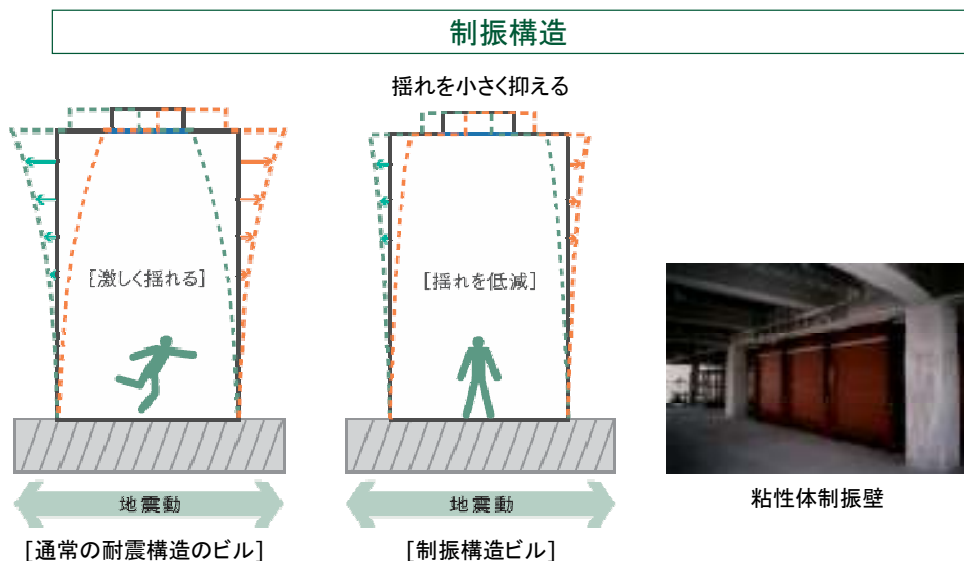 制振構造
揺れを小さく抑える
[激しく揺れる]
[揺れを低減]
地震動
地震動
粘性体制振壁
[通常の耐震構造のビル]
[制振構造ビル]